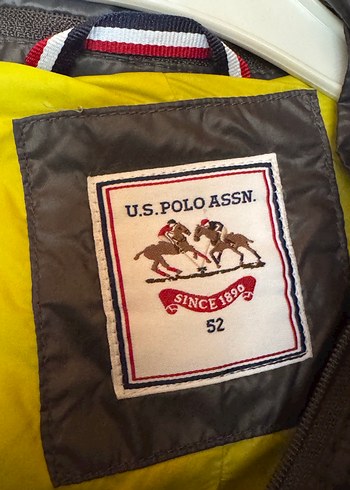 U.S. POLO ASSN.
SINCE 1890
52